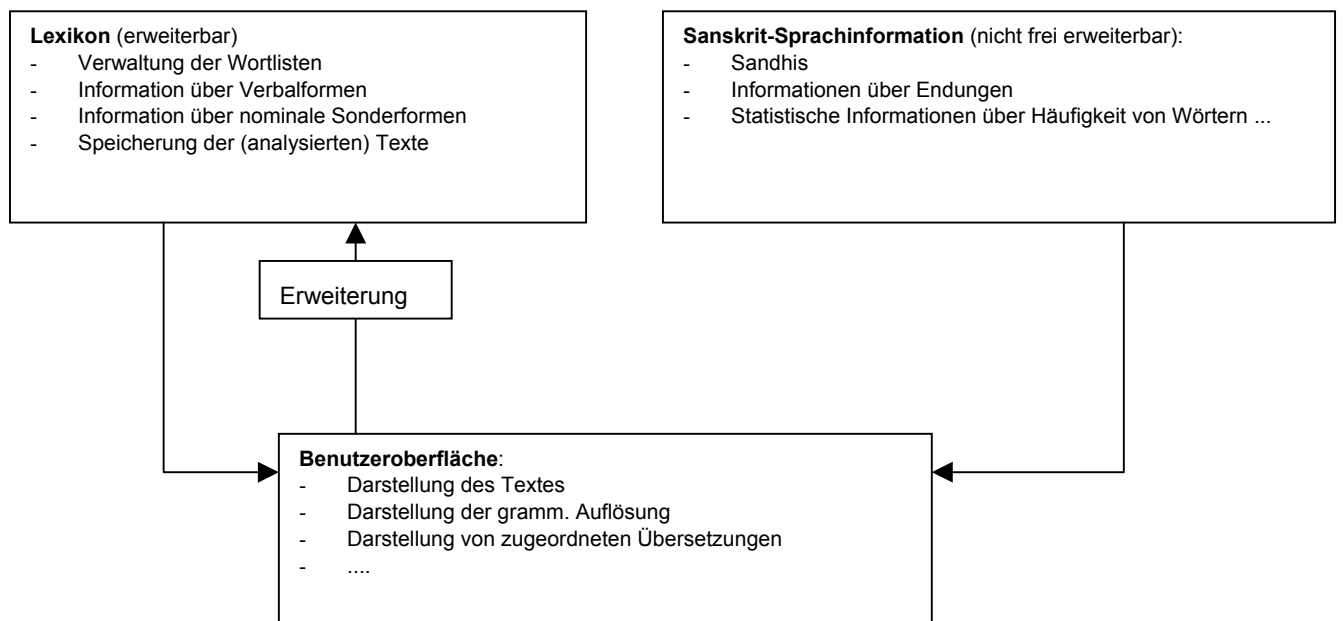 Lexikon (erweiterbar)
- Verwaltung der Wortlisten
- Information über Verbalformen
- Information über nominale Sonderformen
- Speicherung der (analysierten) Texte
Sanskrit-Sprachinformation (nicht frei erweiterbar):
- Sandhis
- Informationen über Endungen
- Statistische Informationen über Häufigkeit von Wörtern ...
Erweiterung
Benutzeroberfläche:
- Darstellung des Textes
- Darstellung der gramm. Auflösung
- Darstellung von zugeordneten Übersetzungen
- ....